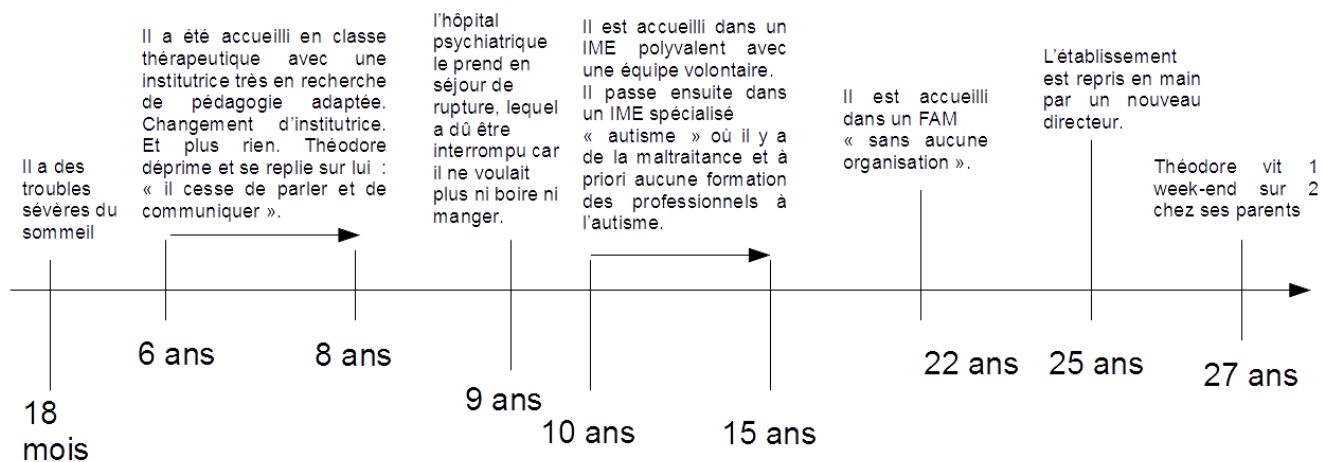 Il a des
troubles
sévères du
sommeil
Il a été accueilli en classe
thérapeutique avec une
institutrice très en recherche
de pédagogie adaptée.
Changement d'institutrice.
Et plus rien. Théodore
déprime et se replie sur lui :
« il cesse de parler et de
communiquer ».
l'hôpital
psychiatrique
le prend en
séjour de
rupture, lequel
a dû être
interrompu car
il ne voulait
plus ni boire ni
manger.
Il est accueilli dans un
IME polyvalent avec
une équipe volontaire.
Il passe ensuite dans
un IME spécialisé
« autisme » où il y a
de la maltraitance et à
priori aucune formation
des professionnels à
l'autisme.
Il est accueilli
dans un FAM
« sans aucune
organisation ».
L'établissement
est repris en main
par un nouveau
directeur.
Théodore vit 1
week-end sur 2
chez ses parents
18
mois
6 ans
8 ans
9 ans
10 ans
15 ans
22 ans
25 ans
27 ans